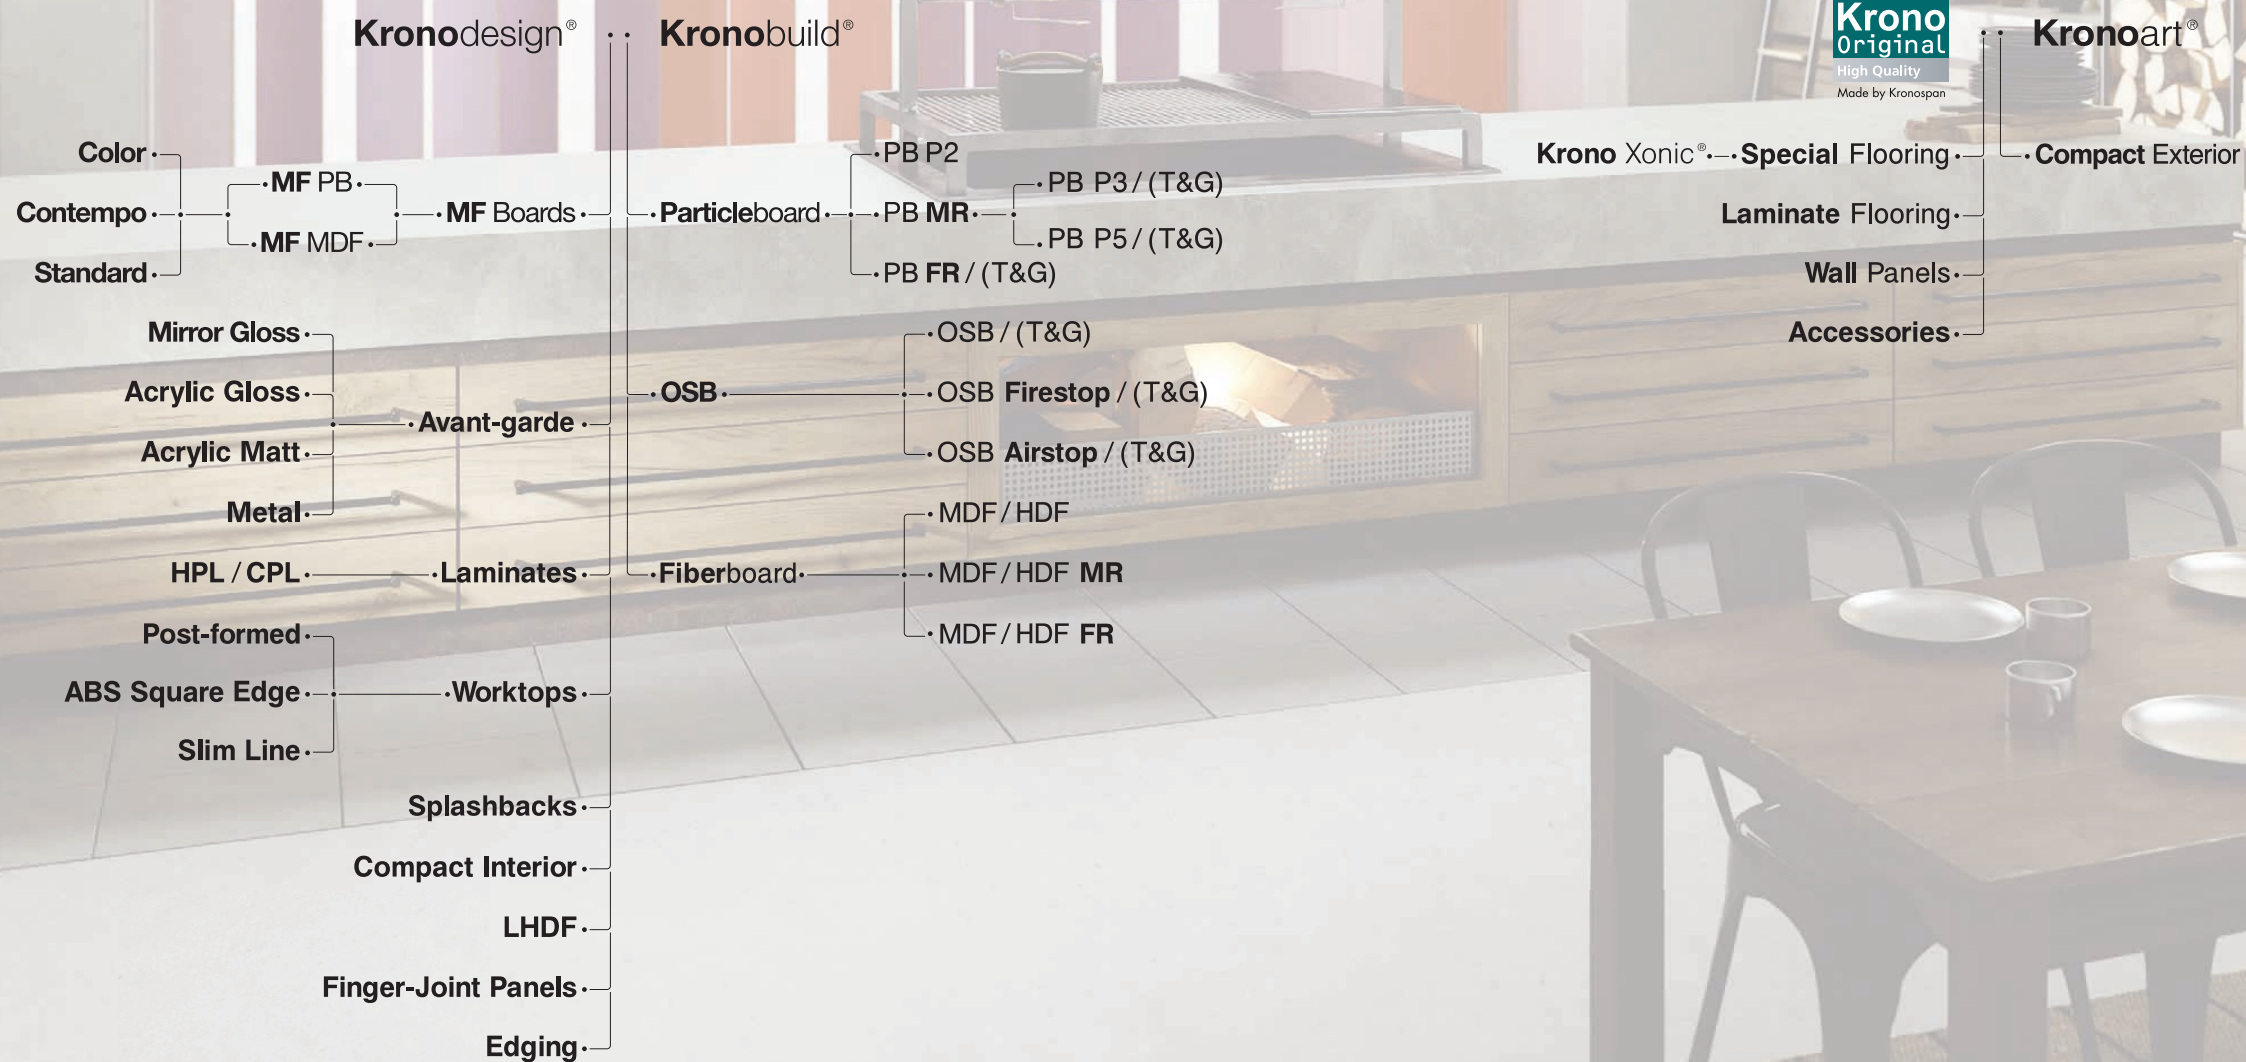 Kronodesign®
Color
Contempo
Standard
MF PB
MF MDF
MF Boards
Mirror Gloss
Acrylic Gloss
Acrylic Matt
Metal
Avant-garde
HPL / CPL
Laminates
Post-formed
ABS Square Edge
Slim Line
Worktops
Splashbacks
Compact Interior
LHDF
Finger-Joint Panels
Edging
Kronobuild®
Particleboard
PB P2
PB MR
PB P3 / (T&G)
PB P5 / (T&G)
PB FR / (T&G)
OSB
OSB / (T&G)
OSB Firestop / (T&G)
OSB Airstop / (T&G)
Fiberboard
MDF / HDF
MDF / HDF MR
MDF / HDF FR
Krono
Original
High Quality
Made by Kronospan
Krono Xonic®
Special Flooring
Laminate Flooring
Wall Panels
Accessories
Kronoart®
Compact Exterior